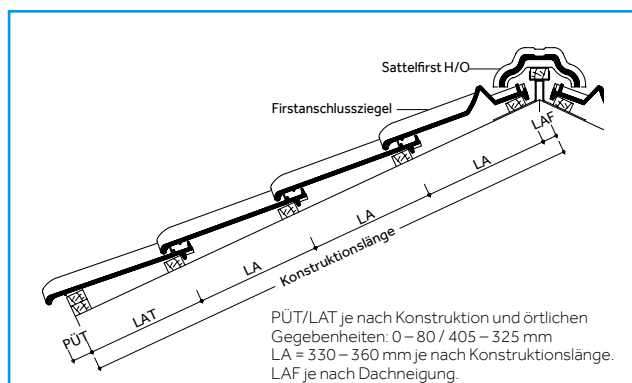 Sattelfirst H/O
Firstanschlussziegel
LAF
LA
LA
LA
Konstruktionslänge
LAT
PÜT
PÜT/LAT je nach Konstruktion und örtlichen
Gegebenheiten: 0 – 80 / 405 – 325 mm
LA = 330 – 360 mm je nach Konstruktionslänge.
LAF je nach Dachneigung.